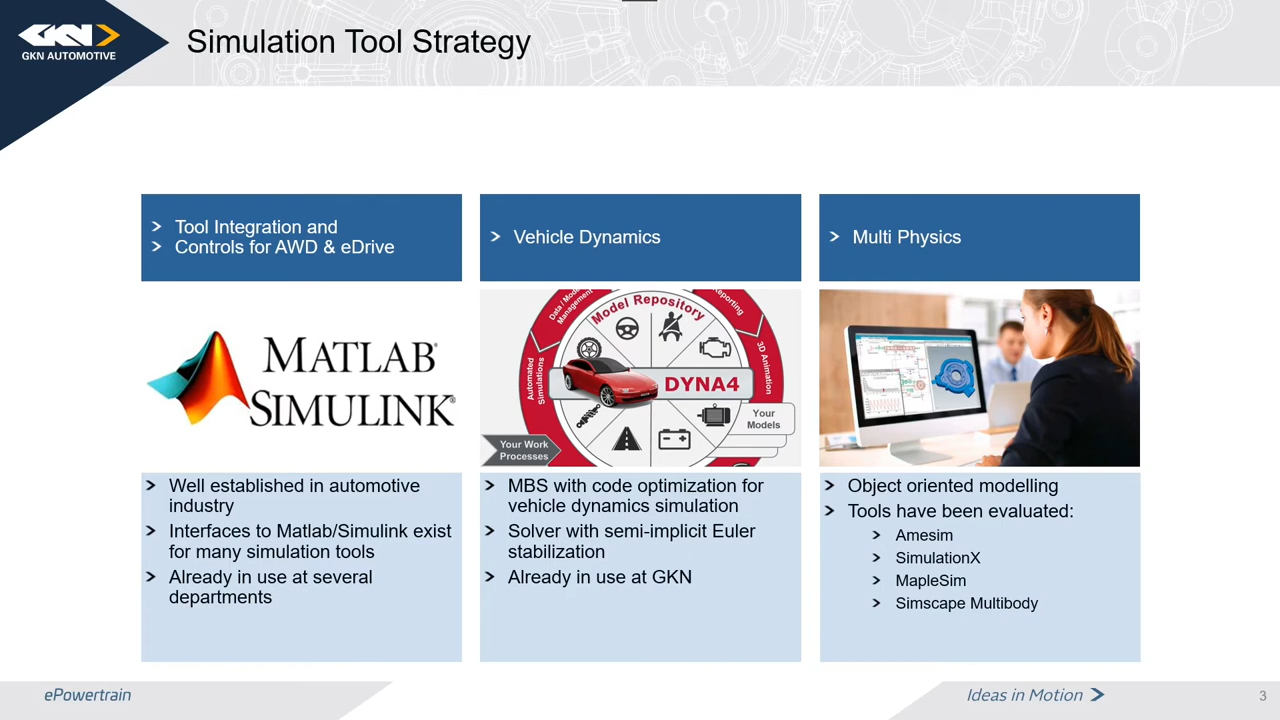 GKN
GKN AUTOMOTIVE
Simulation Tool Strategy
Tool Integration and
Controls for AWD & eDrive
Vehicle Dynamics
Multi Physics
MATLAB®
SIMULINK®
Data / Model
Management
Model Repository
Reporting
Automated
Simulations
3D Animation
DYNA4
Your
Models
Your Work
Processes
Well established in automotive
industry
Interfaces to Matlab/Simulink exist
for many simulation tools
Already in use at several
departments
MBS with code optimization for
vehicle dynamics simulation
Solver with semi-implicit Euler
stabilization
Already in use at GKN
Object oriented modelling
Tools have been evaluated:
Amesim
SimulationX
MapleSim
Simscape Multibody
ePowertrain
Ideas in Motion
3